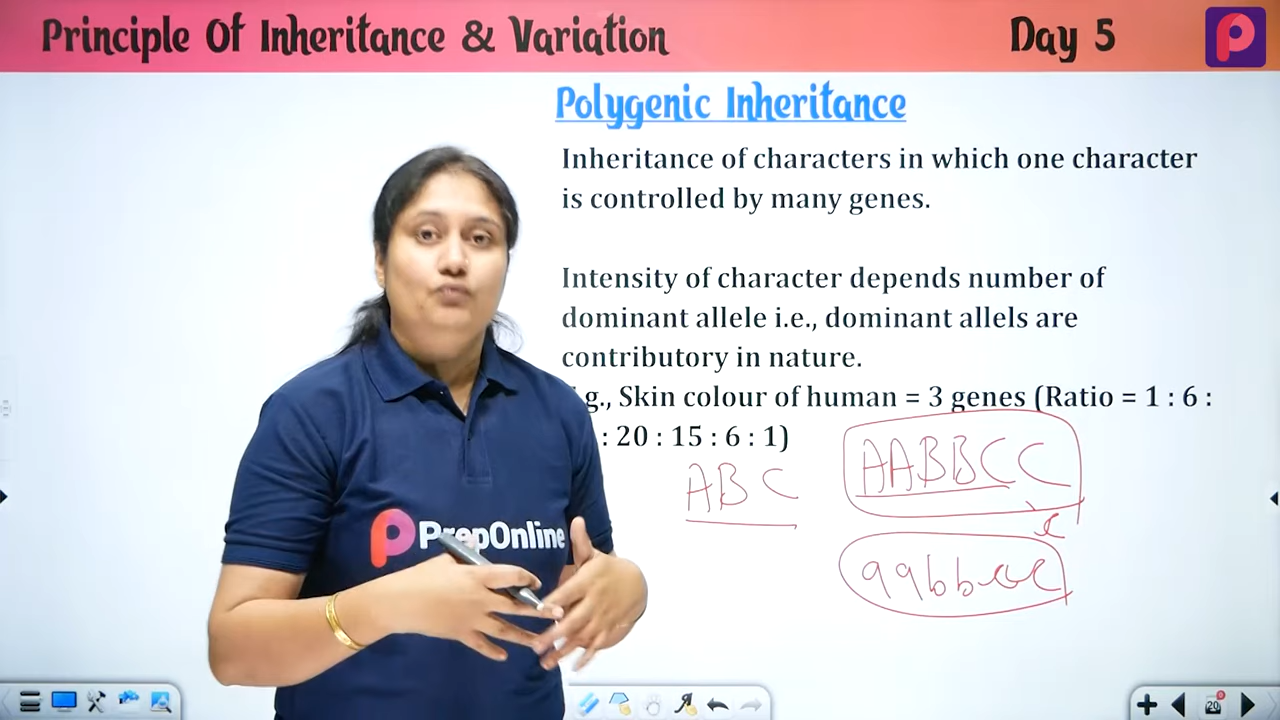 Principle Of Inheritance & Variation
Day 5
Polygenic Inheritance
Inheritance of characters in which one character
is controlled by many genes.
Intensity of character depends number of
dominant allele i.e., dominant allels are
contributory in nature.
.g., Skin colour of human = 3 genes (Ratio = 1 : 6 :
: 20 : 15 : 6 : 1)
ABC
AABBCC
x
aabbcc
PrepOnline
20